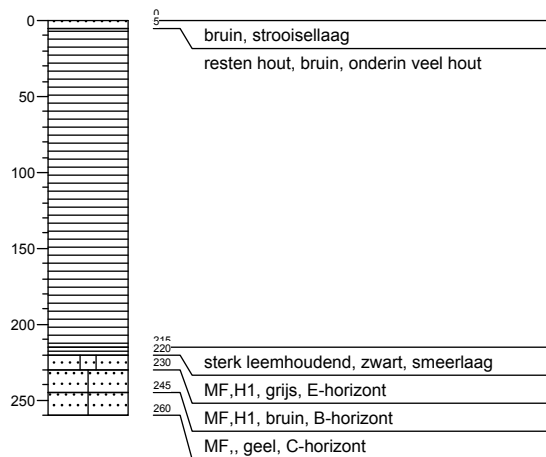 0
5
bruin, strooisellaag
resten hout, bruin, onderin veel hout
0
50
100
150
200
250
215
220
sterk leemhoudend, zwart, smeerlaag
230
MF,H1, grijs, E-horizont
245
MF,H1, bruin, B-horizont
260
MF,, geel, C-horizont